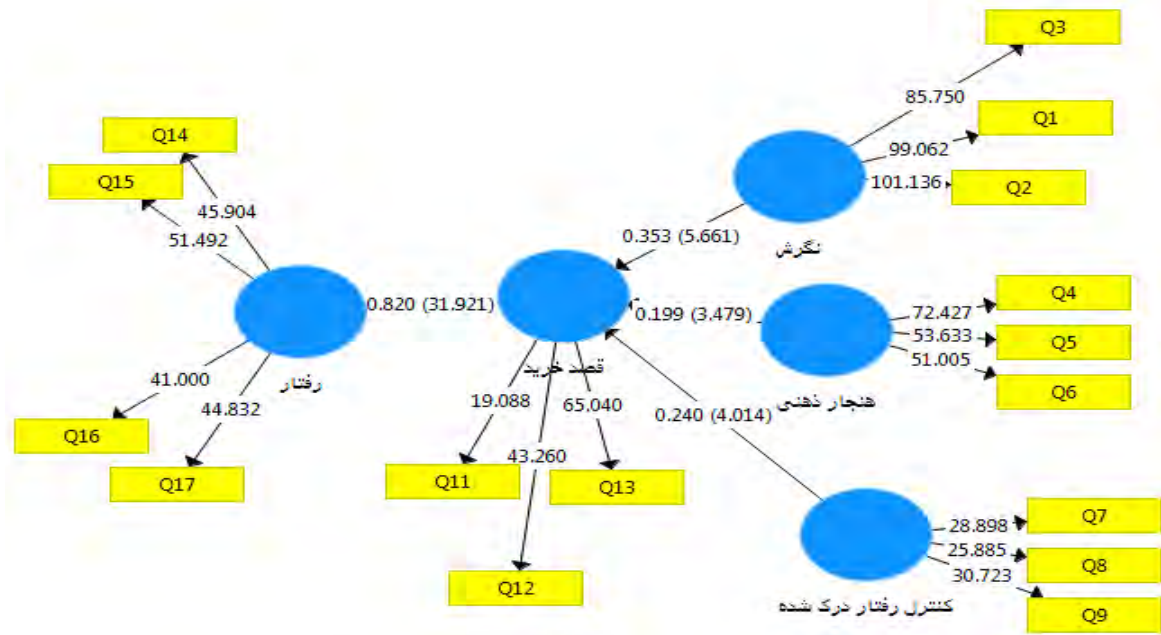 Q3
85.750
Q1
99.062
Q2
101.136
نگرش
Q14
Q15
45.904
51.492
0.353 (5.661)
0.820 (31.921)
0.199 (3.479)
Q4
72.427
Q5
53.633
Q6
51.005
رفتار
قصد خرید
هنجار ذهنی
41.000
44.832
Q16
Q17
19.088
65.040
43.260
Q11
Q13
Q12
0.240 (4.014)
Q7
28.898
Q8
25.885
Q9
30.723
کنترل رفتار درک شده